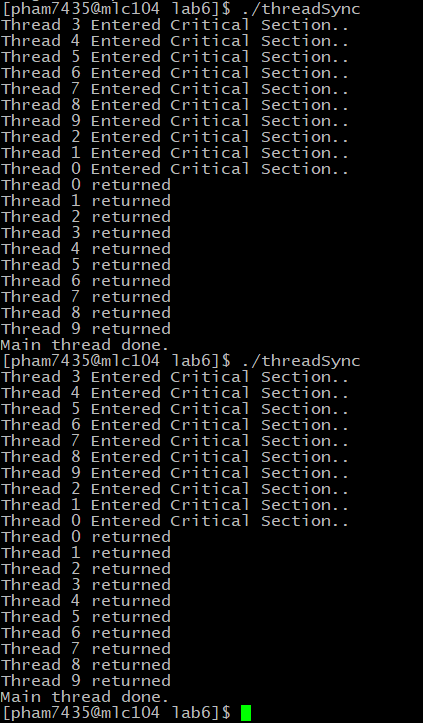 [pham7435@mlc104 lab6]$ ./threadSync
Thread 3 Entered Critical Section..
Thread 4 Entered Critical Section..
Thread 5 Entered Critical Section..
Thread 6 Entered Critical Section..
Thread 7 Entered Critical Section..
Thread 8 Entered Critical Section..
Thread 9 Entered Critical Section..
Thread 2 Entered Critical Section..
Thread 1 Entered Critical Section..
Thread 0 Entered Critical Section..
Thread 0 returned
Thread 1 returned
Thread 2 returned
Thread 3 returned
Thread 4 returned
Thread 5 returned
Thread 6 returned
Thread 7 returned
Thread 8 returned
Thread 9 returned
Main thread done.
[pham7435@mlc104 lab6]$ ./threadSync
Thread 3 Entered Critical Section..
Thread 4 Entered Critical Section..
Thread 5 Entered Critical Section..
Thread 6 Entered Critical Section..
Thread 7 Entered Critical Section..
Thread 8 Entered Critical Section..
Thread 9 Entered Critical Section..
Thread 2 Entered Critical Section..
Thread 1 Entered Critical Section..
Thread 0 Entered Critical Section..
Thread 0 returned
Thread 1 returned
Thread 2 returned
Thread 3 returned
Thread 4 returned
Thread 5 returned
Thread 6 returned
Thread 7 returned
Thread 8 returned
Thread 9 returned
Main thread done.
[pham7435@mlc104 lab6]$